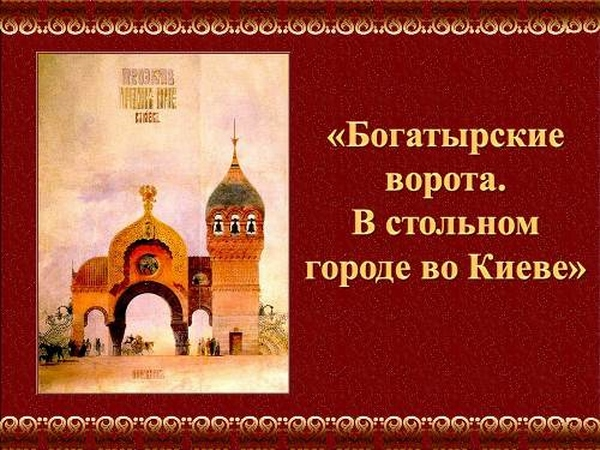 «Богатырские
ворота.
В стольном
городе во Киеве»